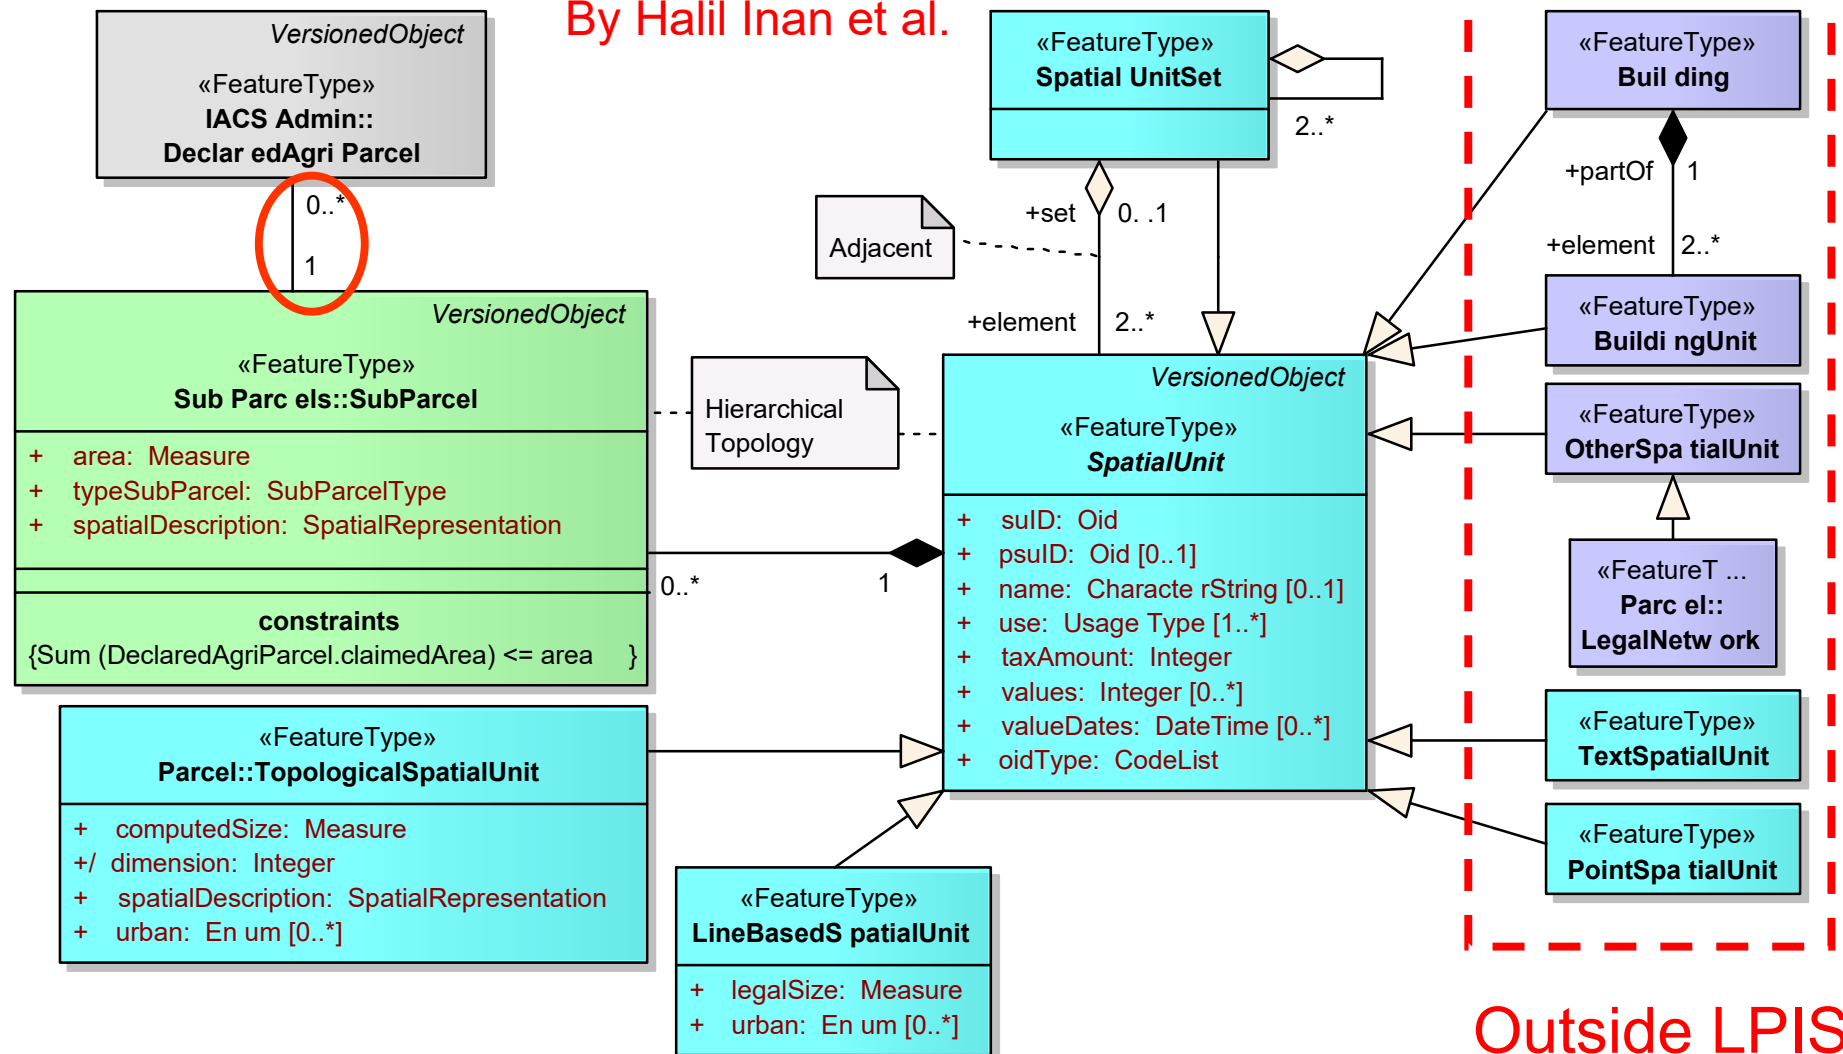 By Halil Inan et al.
VersionedObject
«FeatureType»
IACS Admin::
Declar edAgri Parcel
0..*
1
VersionedObject
«FeatureType»
Sub Parc els::SubParcel
+ area: Measure
+ typeSubParcel: SubParcelType
+ spatialDescription: SpatialRepresentation
constraints
{Sum (DeclaredAgriParcel.claimedArea) <= area }
0..*
1
Hierarchical
Topology
Adjacent
«FeatureType»
Spatial UnitSet
2..*
+set
0. .1
+element
2..*
VersionedObject
«FeatureType»
SpatialUnit
+ suID: Oid
+ psuID: Oid [0..1]
+ name: Characte rString [0..1]
+ use: Usage Type [1..*]
+ taxAmount: Integer
+ values: Integer [0..*]
+ valueDates: DateTime [0..*]
+ oidType: CodeList
«FeatureType»
Parcel::TopologicalSpatialUnit
+ computedSize: Measure
+/ dimension: Integer
+ spatialDescription: SpatialRepresentation
+ urban: En um [0..*]
«FeatureType»
LineBasedS patialUnit
+ legalSize: Measure
+ urban: En um [0..*]
«FeatureType»
Buil ding
+partOf
1
+element
2..*
«FeatureType»
Buildi ngUnit
«FeatureType»
OtherSpa tialUnit
«FeatureT ...
Parc el::
LegalNetw ork
«FeatureType»
TextSpatialUnit
«FeatureType»
PointSpa tialUnit
Outside LPIS